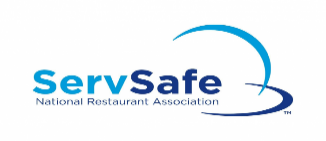 ServSafe
National Restaurant Association
TM